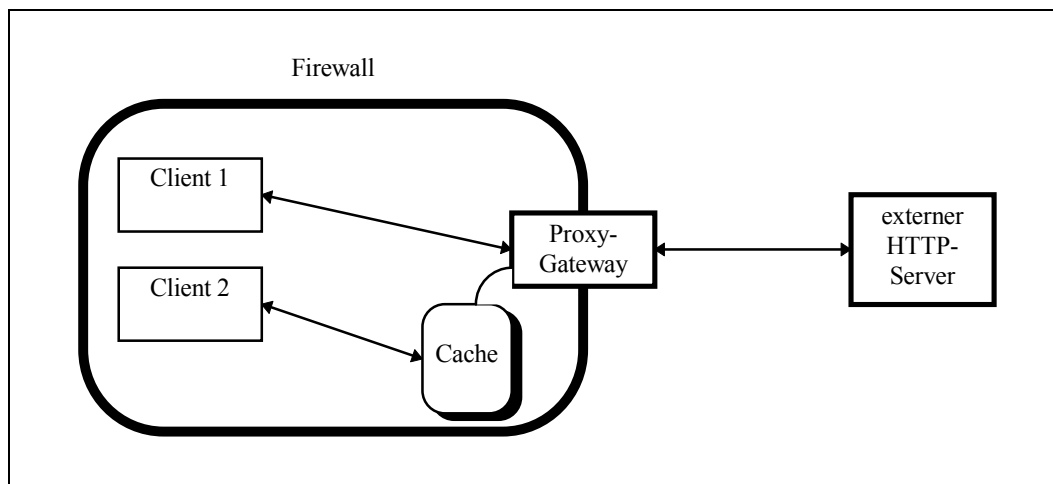 Firewall
Client 1
Proxy-
Gateway
externer
HTTP-
Server
Client 2
Cache